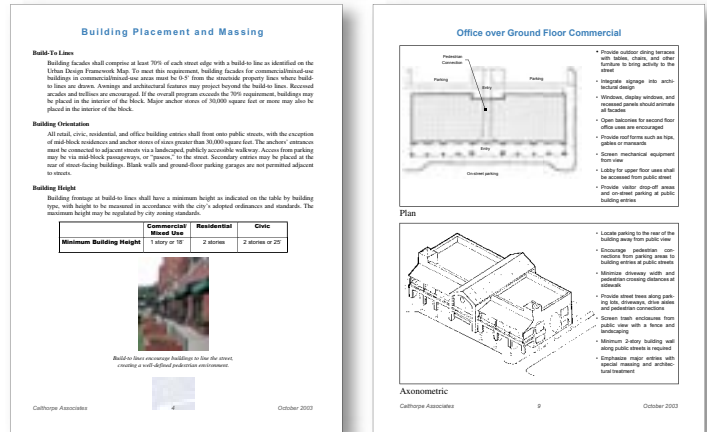 Building Placement and Massing
Build-To Lines
Building facades shall comprise at least 70% of each street edge with a build-to line as identified on the
Urban Design Framework Map. To meet this requirement, building facades for commercial/mixed-use
buildings in commercial/mixed-use areas must be 0-5' from the street property lines where build-
to lines are drawn. Awnings and architectural features may project beyond the build-to lines. Recessed
arcades and trellises are encouraged. If the overall program exceeds the 70% requirement, buildings may
be placed in the interior of the block. Major anchor stores of 30,000 square feet or more may also be
placed in the interior of the block.
Building Orientation
All retail, civic, residential, and office building entries shall front onto public streets, with the exception
of mid-block residences and anchor stores of sizes greater than 30,000 square feet. The anchors' entrances
must be connected to adjacent streets via a landscaped, publicly accessible walkway. Access from parking
may be via mid-block passageways, or "paseos," to the street. Secondary entries may be placed at the
rear of street-facing buildings. Blank walls and ground-floor parking garages are not permitted adjacent
to streets.
Building Height
Building frontage at build-to lines shall have a minimum height as indicated on the table by building
type, with height to be measured in accordance with the city's adopted ordinances and standards. The
maximum height may be regulated by city zoning standards.
Commercial/ Residential Civic
Mixed Use
Minimum Building Height 1 story or 18' 2 stories 2 stories or 25'
Build-to lines encourage buildings to line the street,
creating a well-defined pedestrian environment.
Calthorpe Associates 4 October 2003
Office over Ground Floor Commercial
Pedestrian
Connection
Parking
Entry
Parking
Entry
On-street parking
• Provide outdoor dining terraces
with tables, chairs, and other
furniture to bring activity to the
street
• Integrate signage into archi-
tectural design
• Windows, display windows, and
recessed panels should animate
all facades
• Open balconies for second floor
office uses are encouraged
• Provide roof forms such as hips,
gables or mansards
• Screen mechanical equipment
from view
• Lobby for upper floor uses shall
be accessed from public street
• Provide visitor drop-off areas
and on-street parking at public
building entries
Plan
• Locate parking to the rear of the
building away from public view
• Encourage pedestrian con-
nections from parking areas to
building entries at public streets
• Minimize driveway width and
pedestrian crossing distances at
sidewalk
• Provide street trees along park-
ing lots, driveways, drive aisles
and pedestrian connections
• Screen trash enclosures from
public view with a fence and
landscaping
• Minimum 2-story building wall
along public streets is required
• Emphasize major entries with
special massing and architec-
tural treatment
Axonometric
Calthorpe Associates 9 October 2003